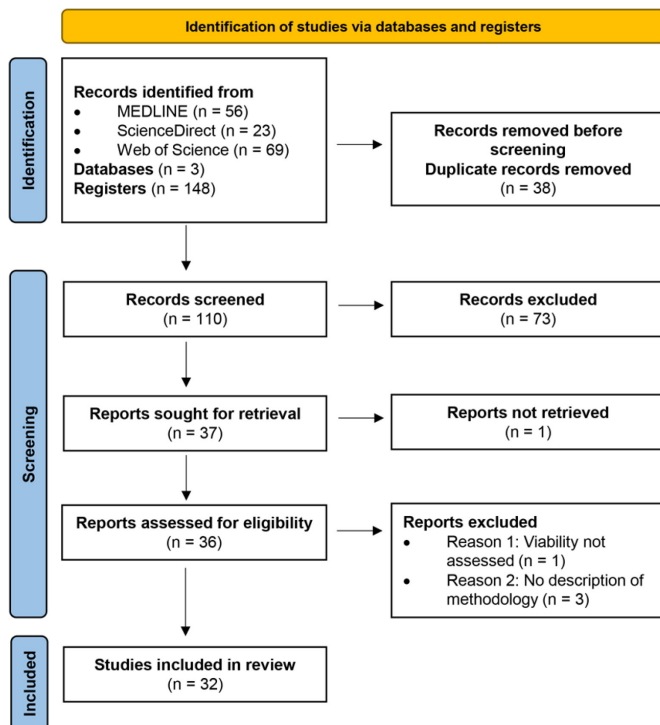 Identification of studies via databases and registers
Identification
Records identified from
• MEDLINE (n = 56)
• ScienceDirect (n = 23)
• Web of Science (n = 69)
Databases (n = 3)
Registers (n = 148)
Records removed before
screening
Duplicate records removed
(n = 38)
Screening
Records screened
(n = 110)
Records excluded
(n = 73)
Reports sought for retrieval
(n = 37)
Reports not retrieved
(n = 1)
Reports assessed for eligibility
(n = 36)
Reports excluded
• Reason 1: Viability not
assessed (n = 1)
• Reason 2: No description of
methodology (n = 3)
Included
Studies included in review
(n = 32)